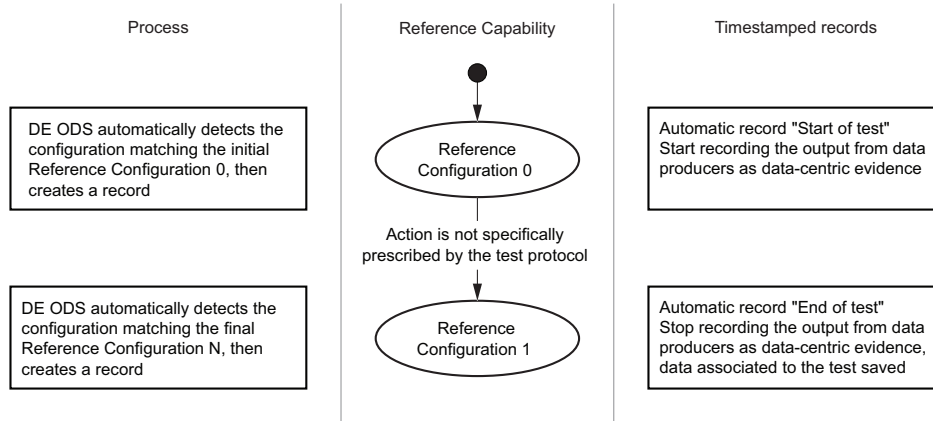 Process
Reference Capability
Timestamped records
DE ODS automatically detects the
configuration matching the initial
Reference Configuration 0, then
creates a record
Reference
Configuration 0
Automatic record "Start of test"
Start recording the output from data
producers as data-centric evidence
Action is not specifically
prescribed by the test protocol
DE ODS automatically detects the
configuration matching the final
Reference Configuration N, then
creates a record
Reference
Configuration 1
Automatic record "End of test"
Stop recording the output from data
producers as data-centric evidence,
data associated to the test saved